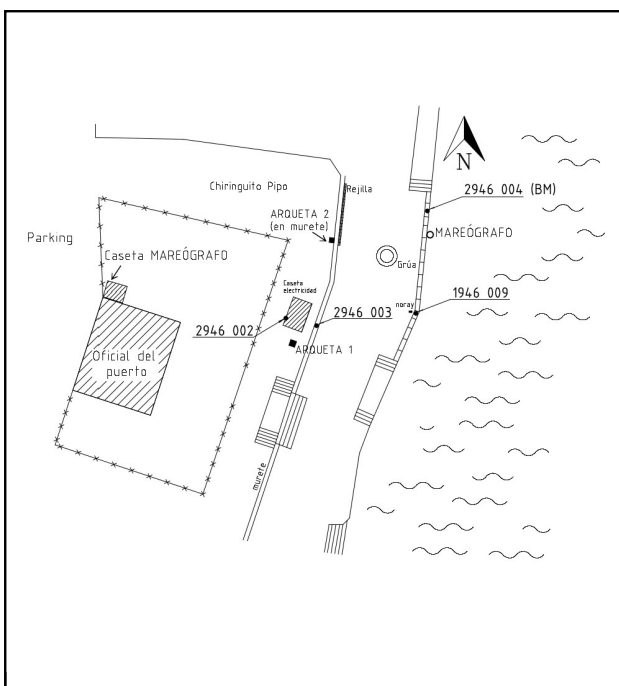 N
Chiringuito Pipo
Rejilla
2946 004 (BM)
ARQUETA 2
(en murete)
MAREÓGRAFO
Parking
Caseta MAREÓGRAFO
Grúa
Caseta
electricidad
noray
1946 009
2946 003
2946 002
ARQUETA 1
Oficial del
puerto
murete